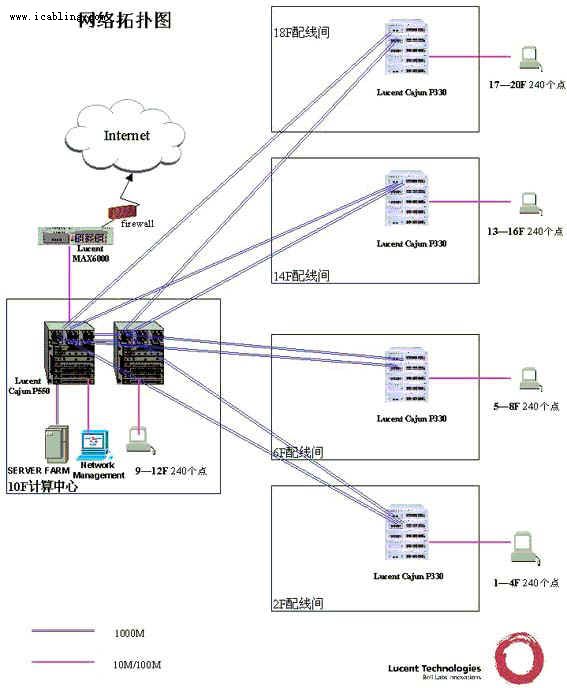 www.icabling.com
网络拓扑图
18F配线间
Lucent Cajun P330
17—20F 240个点
Internet
firewall
Lucent
MAX6000
14F配线间
Lucent Cajun P330
13—16F 240个点
Lucent
Cajun P550
SERVER FARM
Network
Management
9—12F 240个点
10F计算中心
6F配线间
Lucent Cajun P330
5—8F 240个点
2F配线间
Lucent Cajun P330
1—4F 240个点
1000M
10M/100M
Lucent Technologies
Bell Labs Innovations